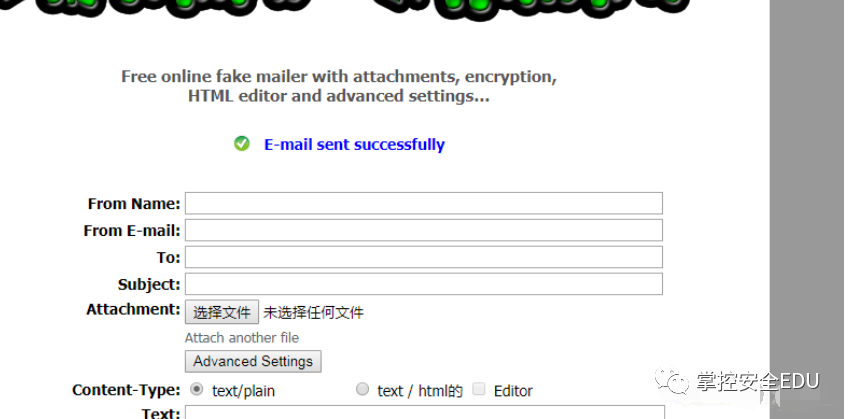 Free online fake mailer with attachments, encryption,
HTML editor and advanced settings...
E-mail sent successfully
From Name:
From E-mail:
To:
Subject:
Attachment: 选择文件 未选择任何文件
Attach another file
Advanced Settings
Content-Type: text/plain text / html的 Editor
掌控安全EDU
Text: